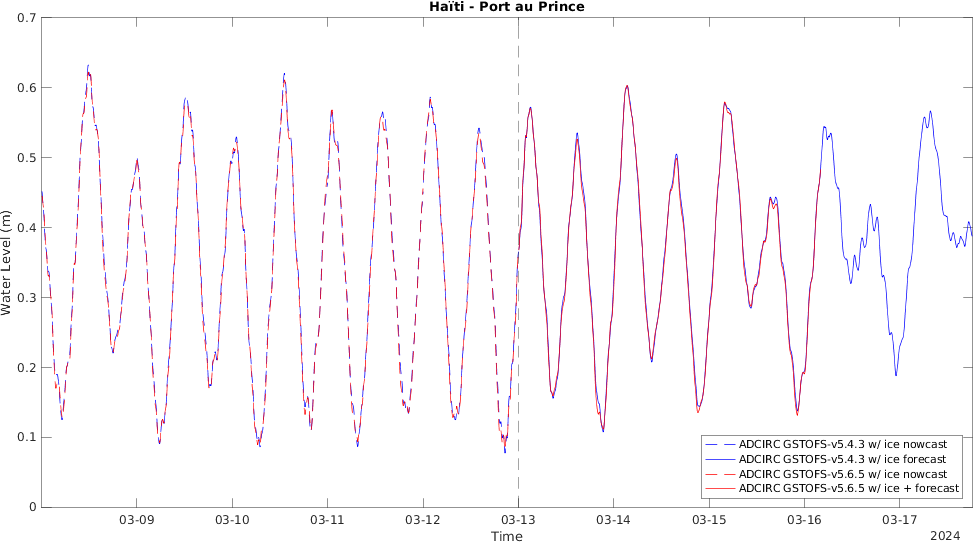 Haïti - Port au Prince
0.7
0.6
0.5
0.4
0.3
0.2
0.1
0
Water Level (m)
03-09 03-10 03-11 03-12 03-13 03-14 03-15 03-16 03-17
Time
2024
ADCIRC GSTOFS-v5.4.3 w/ ice nowcast
ADCIRC GSTOFS-v5.4.3 w/ ice forecast
ADCIRC GSTOFS-v5.6.5 w/ ice nowcast
ADCIRC GSTOFS-v5.6.5 w/ ice + forecast